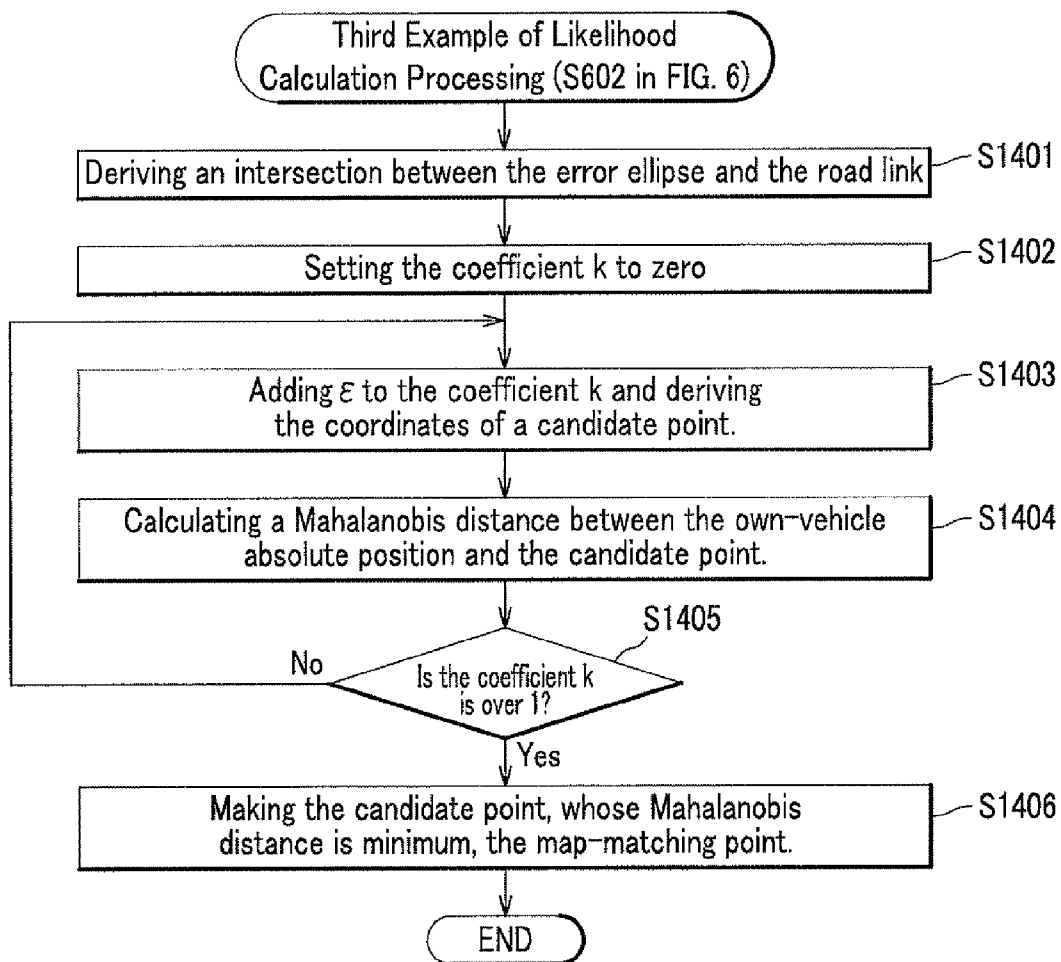 Third Example of Likelihood
Calculation Processing (S602 in FIG. 6)
Deriving an intersection between the error ellipse and the road link
S1401
Setting the coefficient k to zero
S1402
Adding ε to the coefficient k and deriving
the coordinates of a candidate point.
S1403
Calculating a Mahalanobis distance between the own-vehicle
absolute position and the candidate point.
S1404
S1405
No
Is the coefficient k
is over 1?
Yes
Making the candidate point, whose Mahalanobis
distance is minimum, the map-matching point.
S1406
END